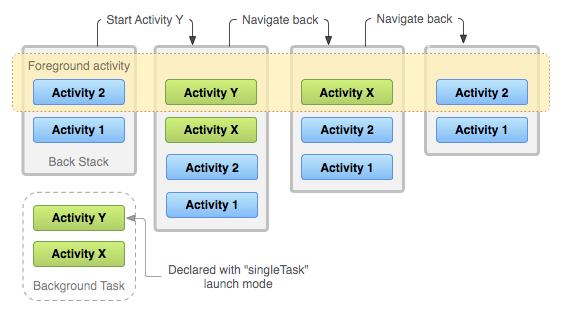 Start Activity Y
Navigate back
Navigate back
Foreground activity
Activity 2
Activity Y
Activity X
Activity 2
Activity 1
Activity X
Activity 2
Activity 1
Back Stack
Activity 2
Activity 1
Activity 1
Activity Y
Activity X
Background Task
Declared with "singleTask"
launch mode